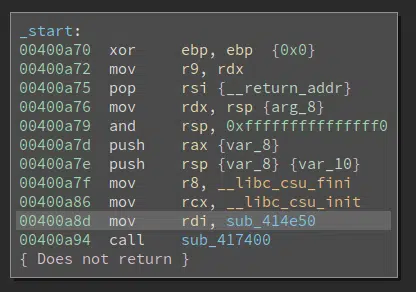 _start:
00400a70 xor ebp, ebp {0x0}
00400a72 mov r9, rdx
00400a75 pop rsi {__return_addr}
00400a76 mov rdx, rsp {arg_8}
00400a79 and rsp, 0xfffffffffffffff0
00400a7d push rax {var_8}
00400a7e push rsp {var_8} {var_10}
00400a7f mov r8, __libc_csu_fini
00400a86 mov rcx, __libc_csu_init
00400a8d mov rdi, sub_414e50
00400a94 call sub_417400
{ Does not return }